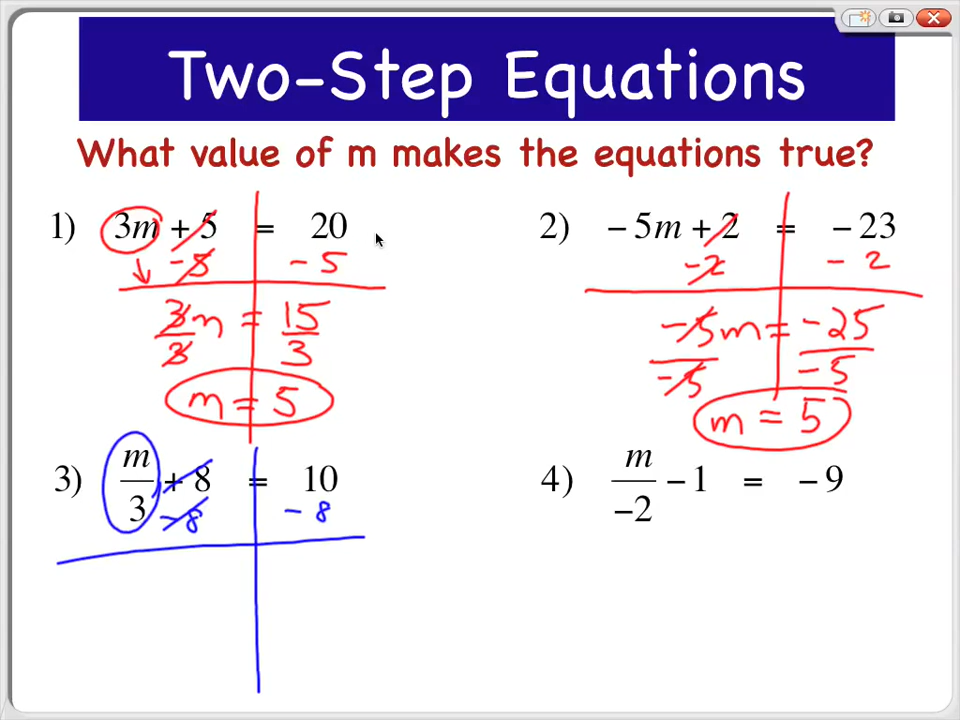 Two-Step Equations
What value of m makes the equations true?
1) 3m + 5 = 20
- 5 - 5
3m = 15
3 3
m = 5
2) - 5m + 2 = - 23
- 2 - 2
-5m = -25
-5 -5
m = 5
3) m/3 + 8 = 10
- 8 - 8
4) m/-2 - 1 = - 9